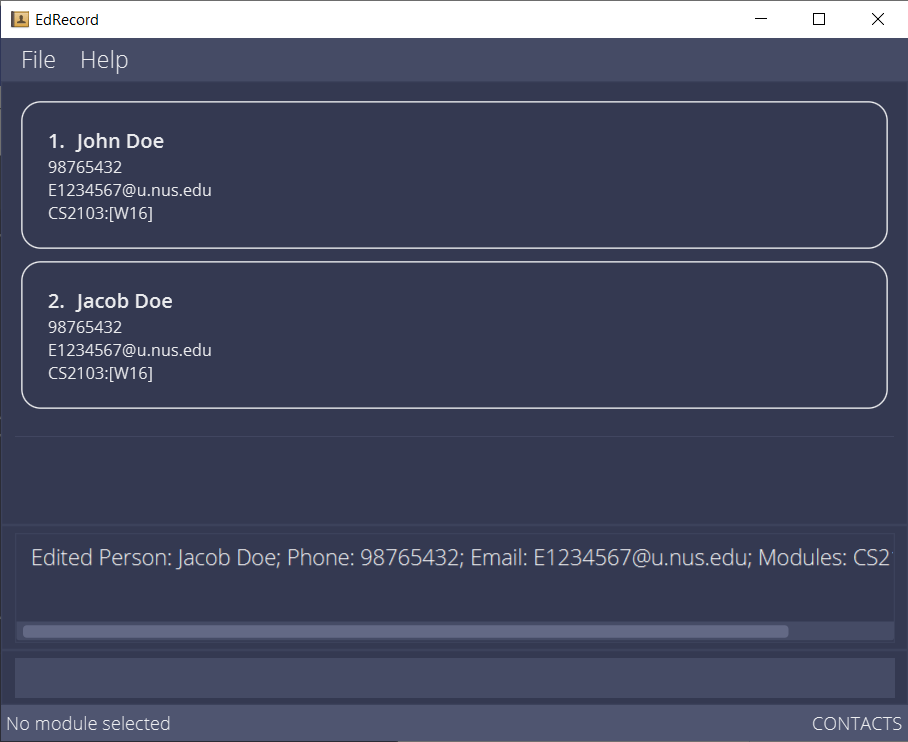 EdRecord
File Help
1. John Doe
98765432
E1234567@u.nus.edu
CS2103:[W16]
2. Jacob Doe
98765432
E1234567@u.nus.edu
CS2103:[W16]
Edited Person: Jacob Doe; Phone: 98765432; Email: E1234567@u.nus.edu; Modules: CS2
No module selected CONTACTS